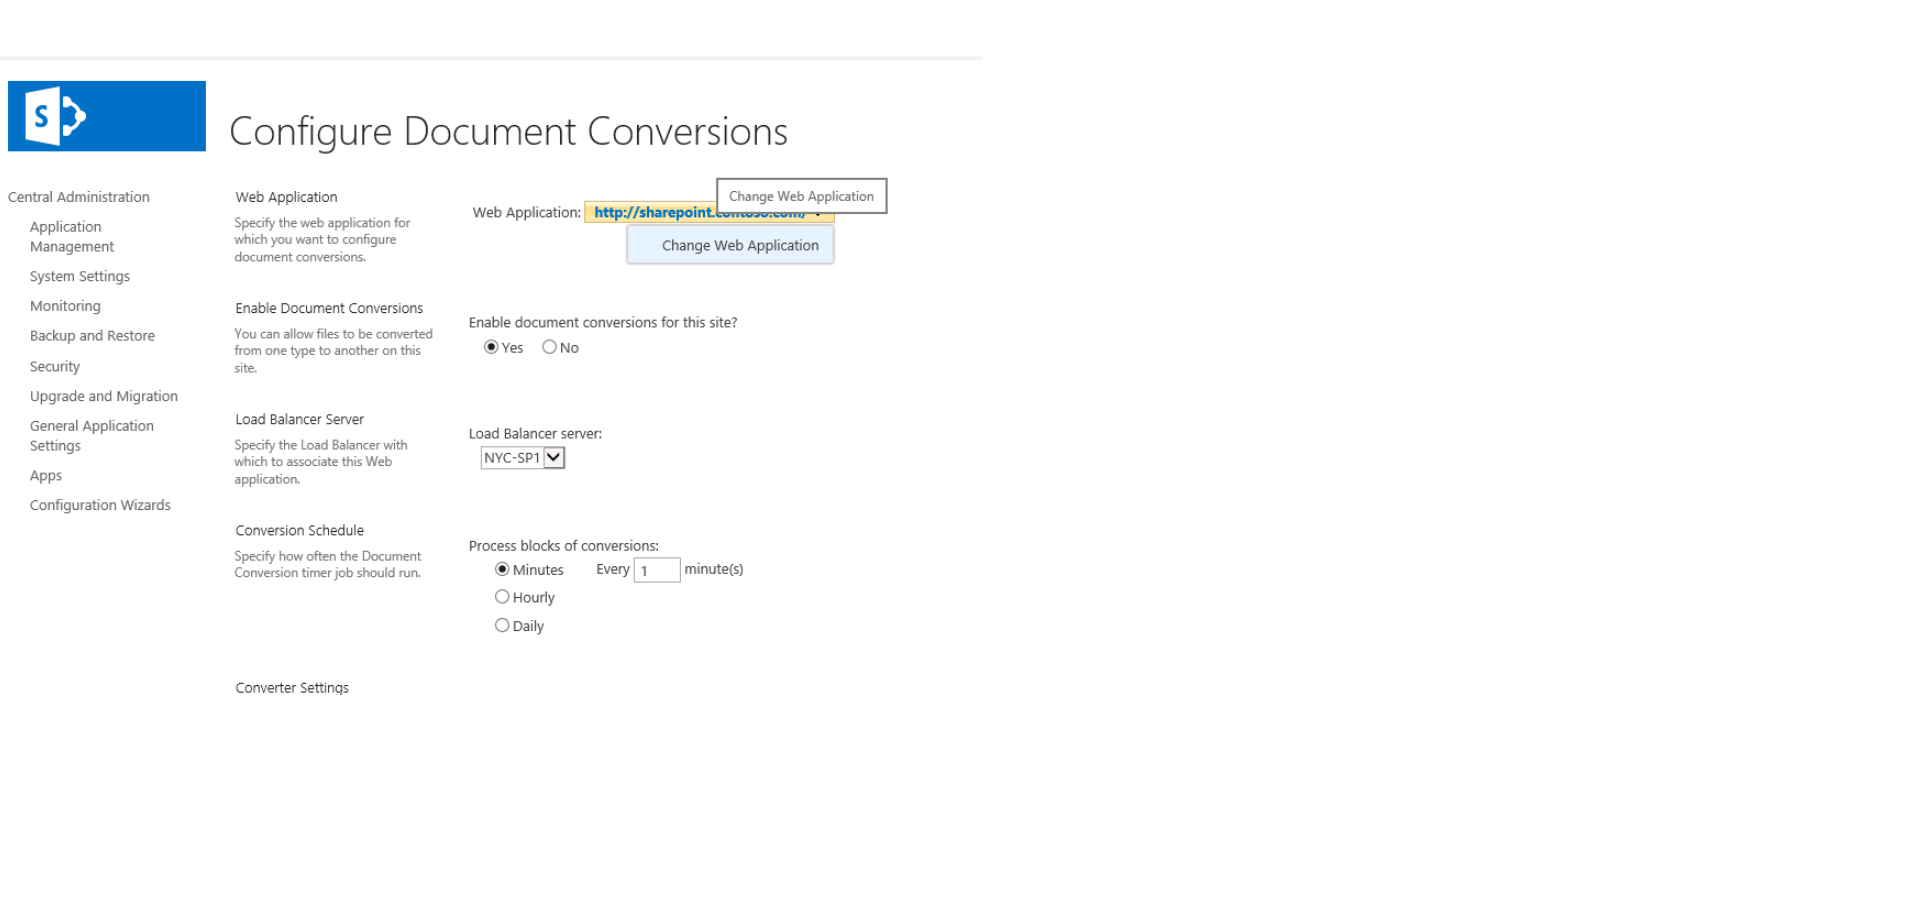 S
Configure Document Conversions
Central Administration
Application
Management
System Settings
Monitoring
Backup and Restore
Security
Upgrade and Migration
General Application
Settings
Apps
Configuration Wizards
Web Application
Specify the web application for
which you want to configure
document conversions.
Change Web Application
Web Application: http://sharepoint.contoso.com/
Change Web Application
Enable Document Conversions
You can allow files to be converted
from one type to another on this
site.
Enable document conversions for this site?
Yes No
Load Balancer Server
Specify the Load Balancer with
which to associate this Web
application.
Load Balancer server:
NYC-SP1
Conversion Schedule
Specify how often the Document
Conversion timer job should run.
Process blocks of conversions:
Minutes Every 1 minute(s)
Hourly
Daily
Converter Settings